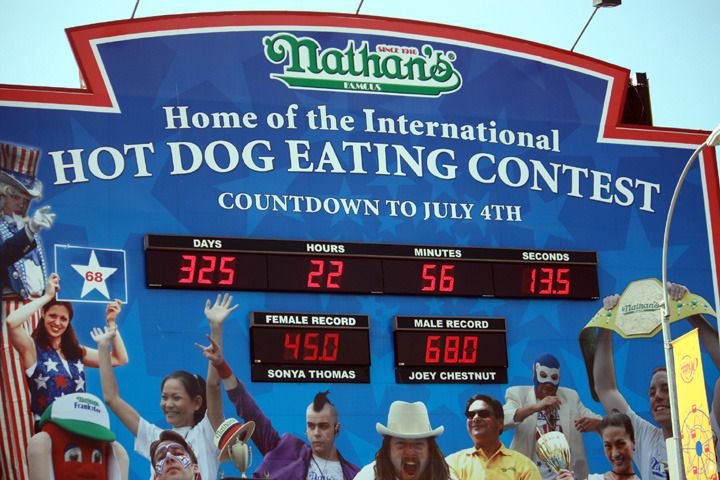 SINCE 1916
Nathan's
FAMOUS
Home of the International
HOT DOG EATING CONTEST
COUNTDOWN TO JULY 4TH
DAYS HOURS MINUTES SECONDS
325 22 56 13.5
68
FEMALE RECORD MALE RECORD
45.0 68.0
SONYA THOMAS JOEY CHESTNUT
Nathan's
Frankster